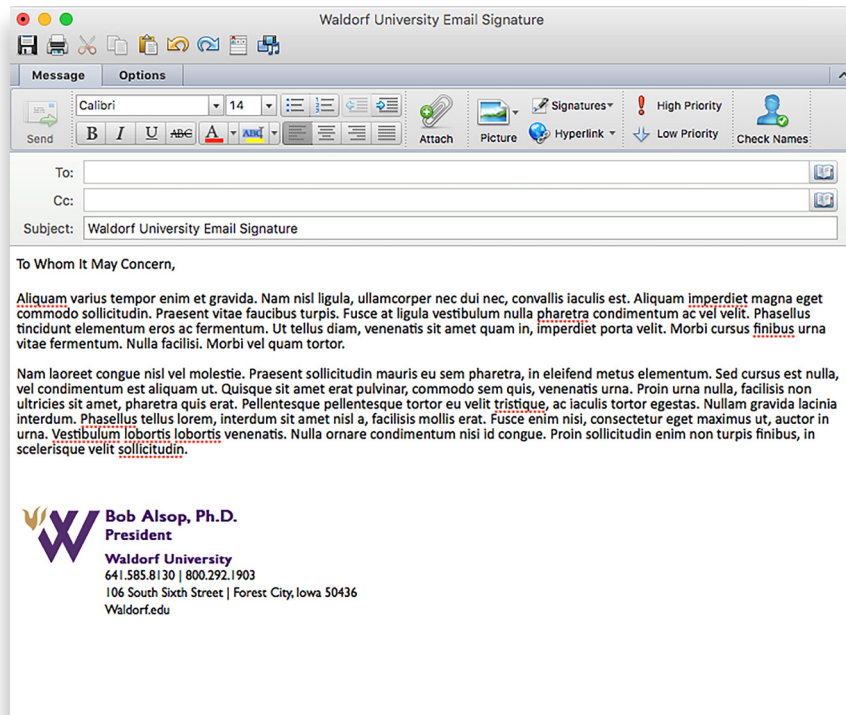 Waldorf University Email Signature
Message Options
Calibri 14 Signatures High Priority
Send B I U ABC A ABC Attach Picture Hyperlink Low Priority Check Names
To:
Cc:
Subject: Waldorf University Email Signature
To Whom It May Concern,
Aliquam varius tempor enim et gravida. Nam nisl ligula, ullamcorper nec dui nec, convallis iaculis est. Aliquam imperdiet magna eget
commodo sollicitudin. Praesent vitae faucibus turpis. Fusce at ligula vestibulum nulla pharetra condimentum ac vel velit. Phasellus
tincidunt elementum eros ac fermentum. Ut tellus diam, venenatis sit amet quam in, imperdiet porta velit. Morbi cursus finibus urna
vitae fermentum. Nulla facilisi. Morbi vel quam tortor.
Nam laoreet congue nisl vel molestie. Praesent sollicitudin mauris eu sem pharetra, in eleifend metus elementum. Sed cursus est nulla,
vel condimentum est aliquam ut. Quisque sit amet erat pulvinar, commodo sem quis, venenatis urna. Proin urna nulla, facilisis non
ultricies sit amet, pharetra quis erat. Pellentesque pellentesque tortor eu velit tristique, ac iaculis tortor egestas. Nullam gravida lacinia
interdum. Phasellus tellus lorem, interdum sit amet nisl a, facilisis mollis erat. Fusce enim nisi, consectetur eget maximus ut, auctor in
urna. Vestibulum lobortis lobortis venenatis. Nulla ornare condimentum nisi id congue. Proin sollicitudin enim non turpis finibus, in
scelerisque velit sollicitudin.
W Bob Alsop, Ph.D.
President
Waldorf University
641.585.8130 | 800.292.1903
106 South Sixth Street | Forest City, Iowa 50436
Waldorf.edu